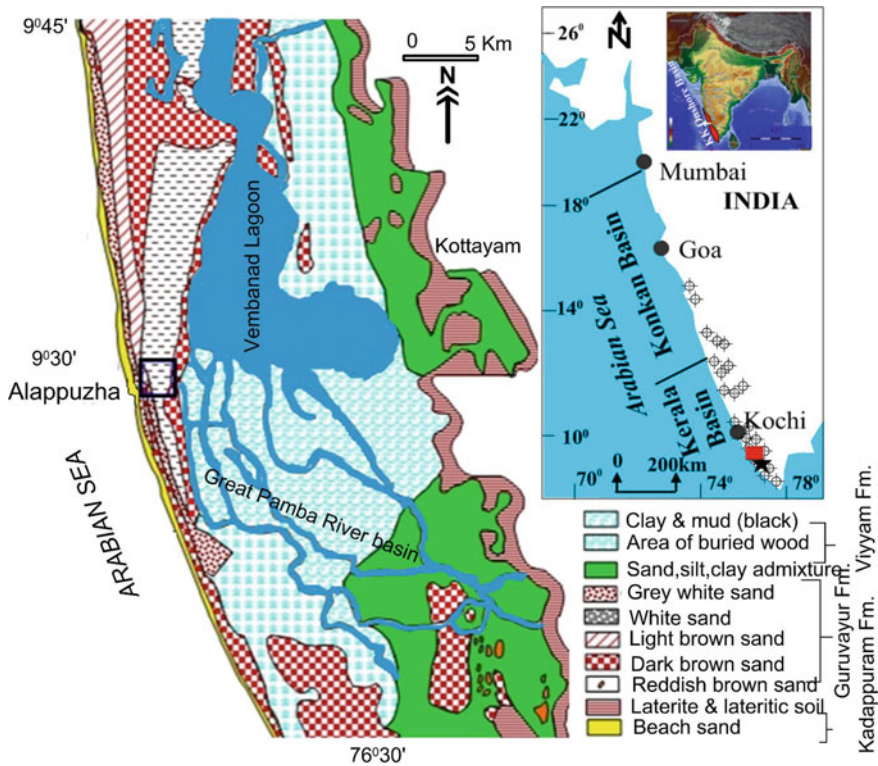 9⁰45'
0 5 Km
N
Kottayam
Vembanad Lagoon
9⁰30'
Alappuzha
ARABIAN SEA
Great Pamba River basin
76⁰30'
26⁰
22⁰
18⁰
14⁰
10⁰
70⁰
74⁰
78⁰
N
KK Onshore Basin
Mumbai
INDIA
Goa
Konkan Basin
Arabian Sea
Kerala
Basin
Kochi
0 200km
Clay & mud (black)
Area of buried wood
Sand,silt,clay admixture
Grey white sand
White sand
Light brown sand
Dark brown sand
Reddish brown sand
Laterite & lateritic soil
Beach sand
Viyyam Fm.
Guruvayur Fm.
Kadappuram Fm.